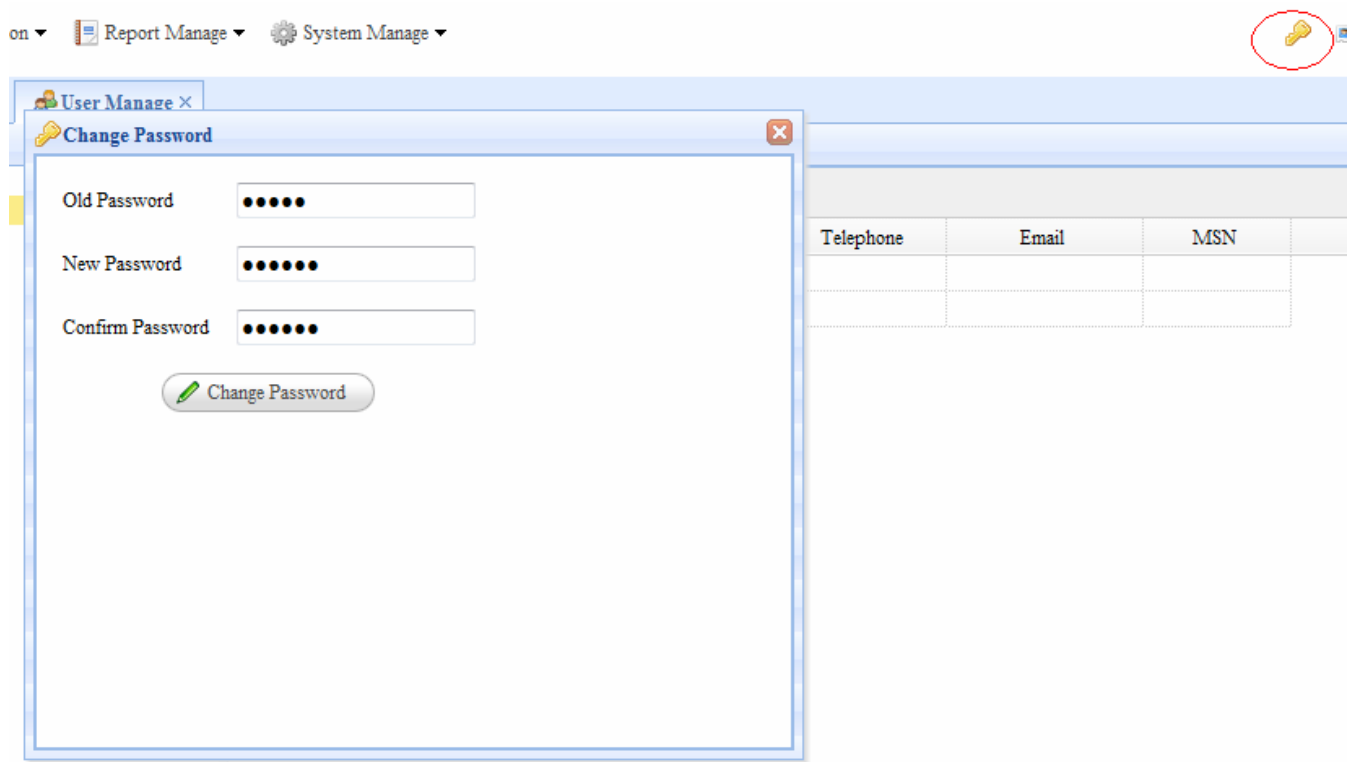 on Report Manage System Manage
User Manage
Change Password
Old Password •••••
Telephone Email MSN
New Password ••••••
Confirm Password ••••••
Change Password